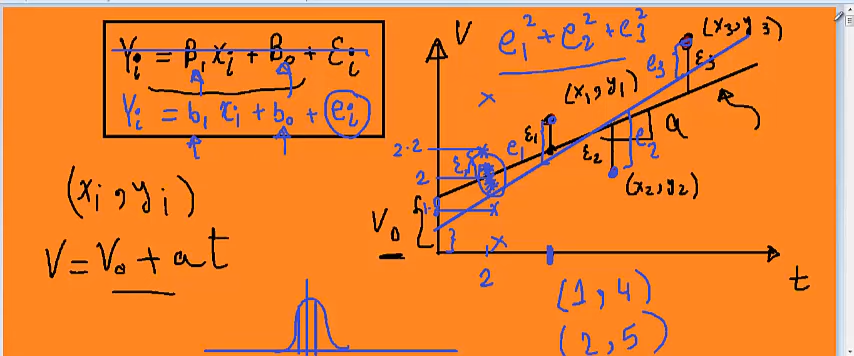 Yi = β1 xi + β0 + εi
Yi = b1 xi + b0 + ei
(xi, yi)
V = V0 + at
V
e1² + e2² + e3²
(x3, y3)
ε3
e3
(x1, y1)
ε1
e1
a
e2
ε2
(x2, y2)
2.2
2
V0
2
t
(1, 4)
(2, 5)